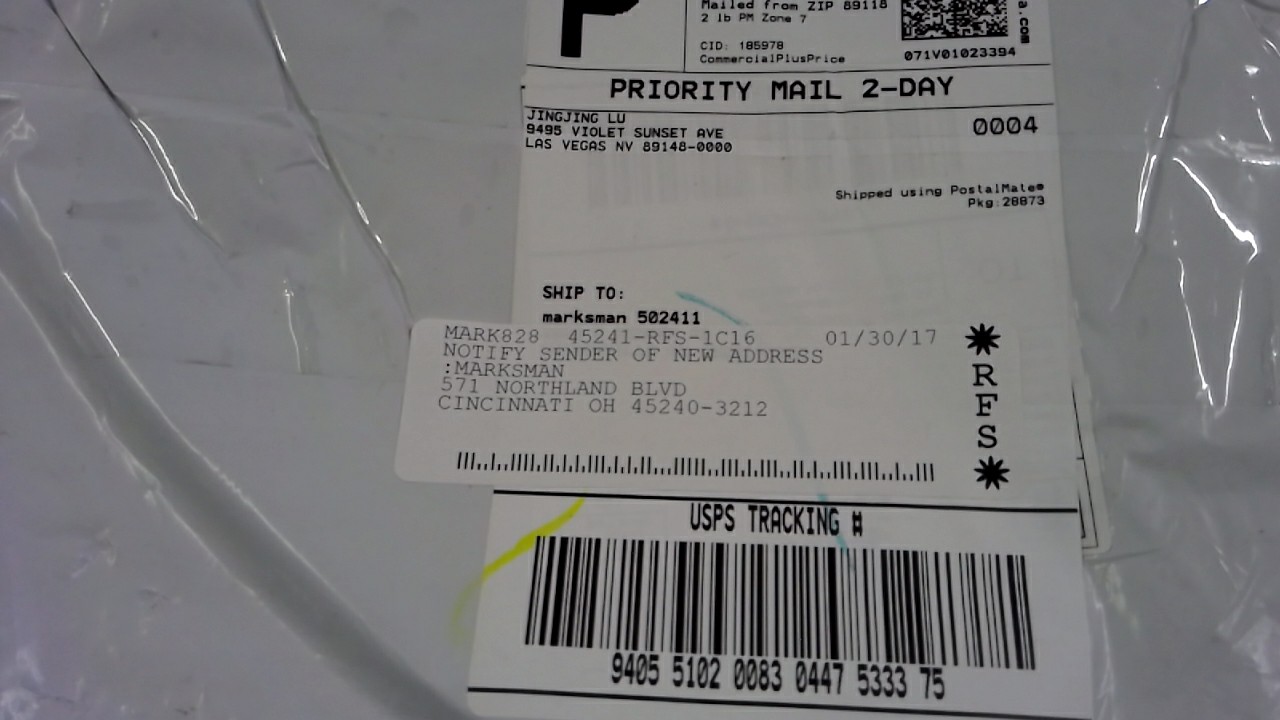 P
Mailed from ZIP 89118
2 lb PM Zone 7
CID: 185978
CommercialPlusPrice
a.com
071V01023394
PRIORITY MAIL 2-DAY
JINGJING LU
9495 VIOLET SUNSET AVE
LAS VEGAS NV 89148-0000
0004
Shipped using PostalMate®
Pkg:28873
SHIP TO:
marksman 502411
MARK828 45241-RFS-1C16 01/30/17
NOTIFY SENDER OF NEW ADDRESS
:MARKSMAN
571 NORTHLAND BLVD
CINCINNATI OH 45240-3212
*RFS*
USPS TRACKING #
9405 5102 0083 0447 5333 75